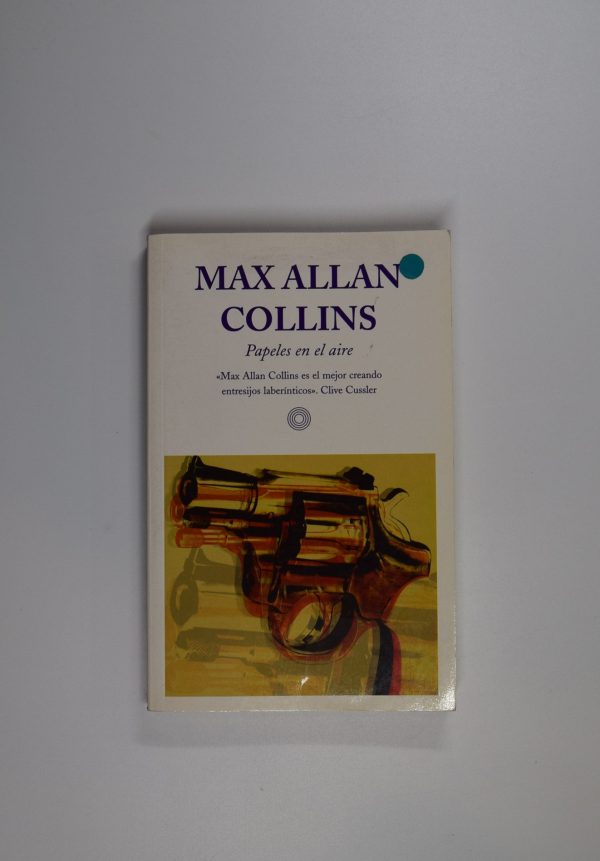 MAX ALLAN
COLLINS
Papeles en el aire
«Max Allan Collins es el mejor creando
entresijos laberínticos». Clive Cussler